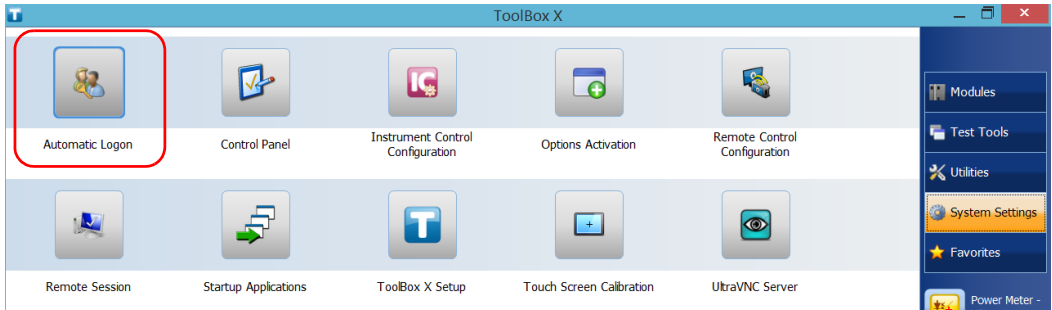 ToolBox X
Automatic Logon
Control Panel
Instrument Control
Configuration
Options Activation
Remote Control
Configuration
Remote Session
Startup Applications
ToolBox X Setup
Touch Screen Calibration
UltraVNC Server
Modules
Test Tools
Utilities
System Settings
Favorites
Power Meter -